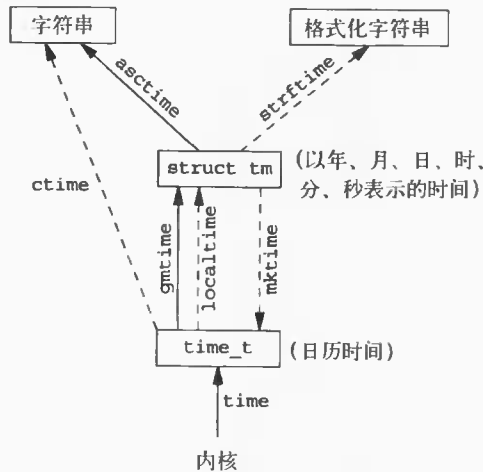 字符串
格式化字符串
asctime
strftime
ctime
struct tm
(以年、月、日、时、
分、秒表示的时间)
gmtime
localtime
mktime
time_t
(日历时间)
time
内核